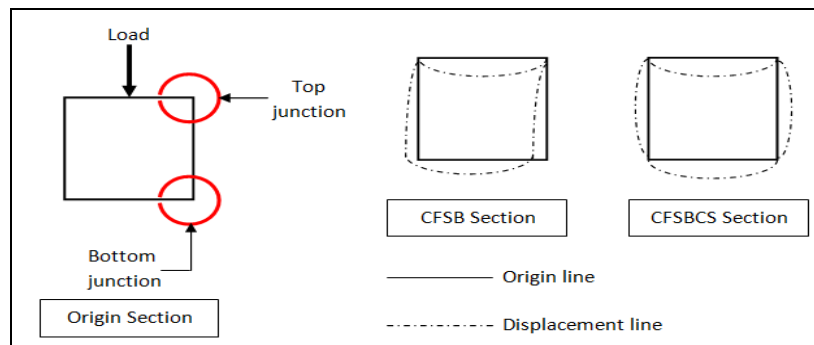 Load
Top
junction
Bottom
junction
Origin Section
CFSB Section
CFSBCS Section
Origin line
Displacement line